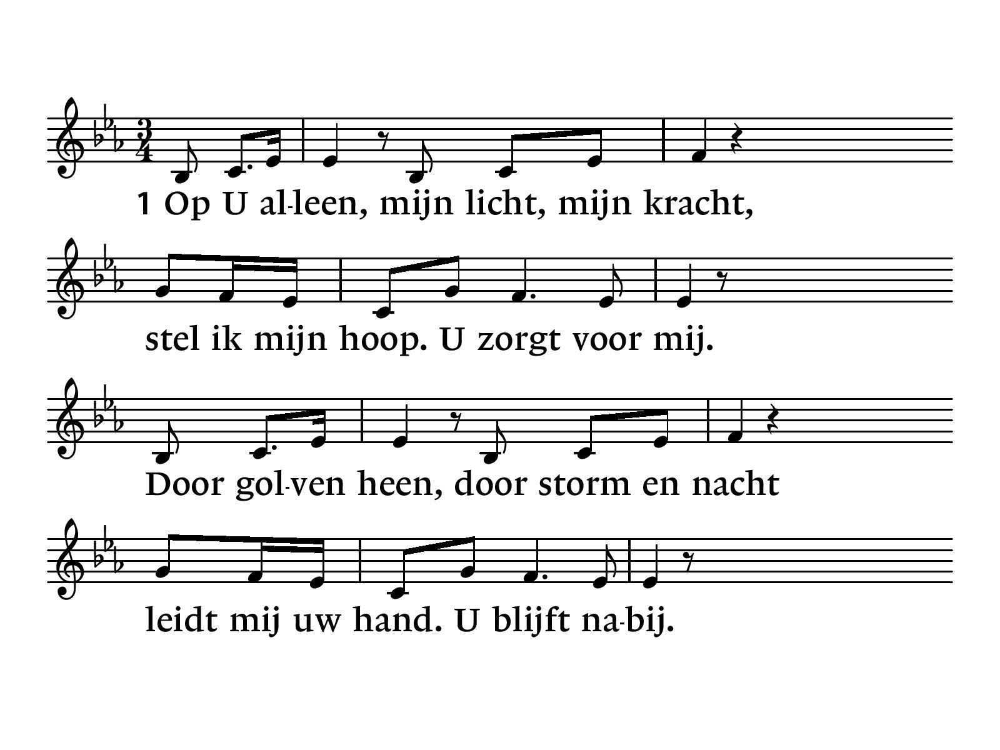 3
4
1 Op U al-leen, mijn licht, mijn kracht,
stel ik mijn hoop. U zorgt voor mij.
Door gol-ven heen, door storm en nacht
leidt mij uw hand. U blijft na-bij.